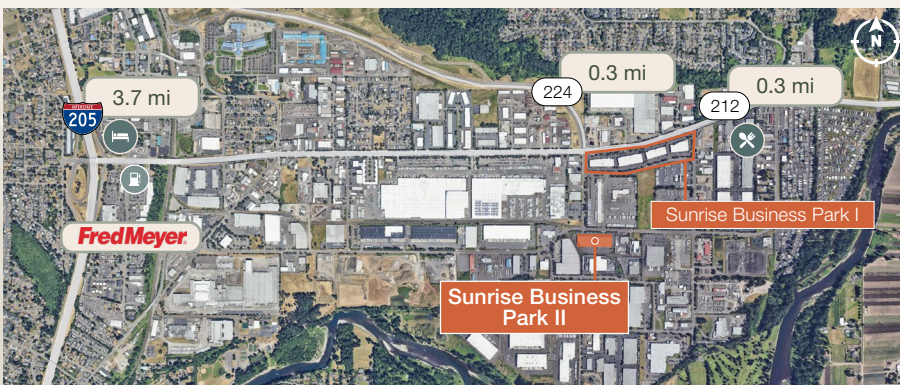 N
0.3 mi
224
0.3 mi
212
3.7 mi
INTERSTATE
205
Sunrise Business Park I
FredMeyer
Sunrise Business
Park II